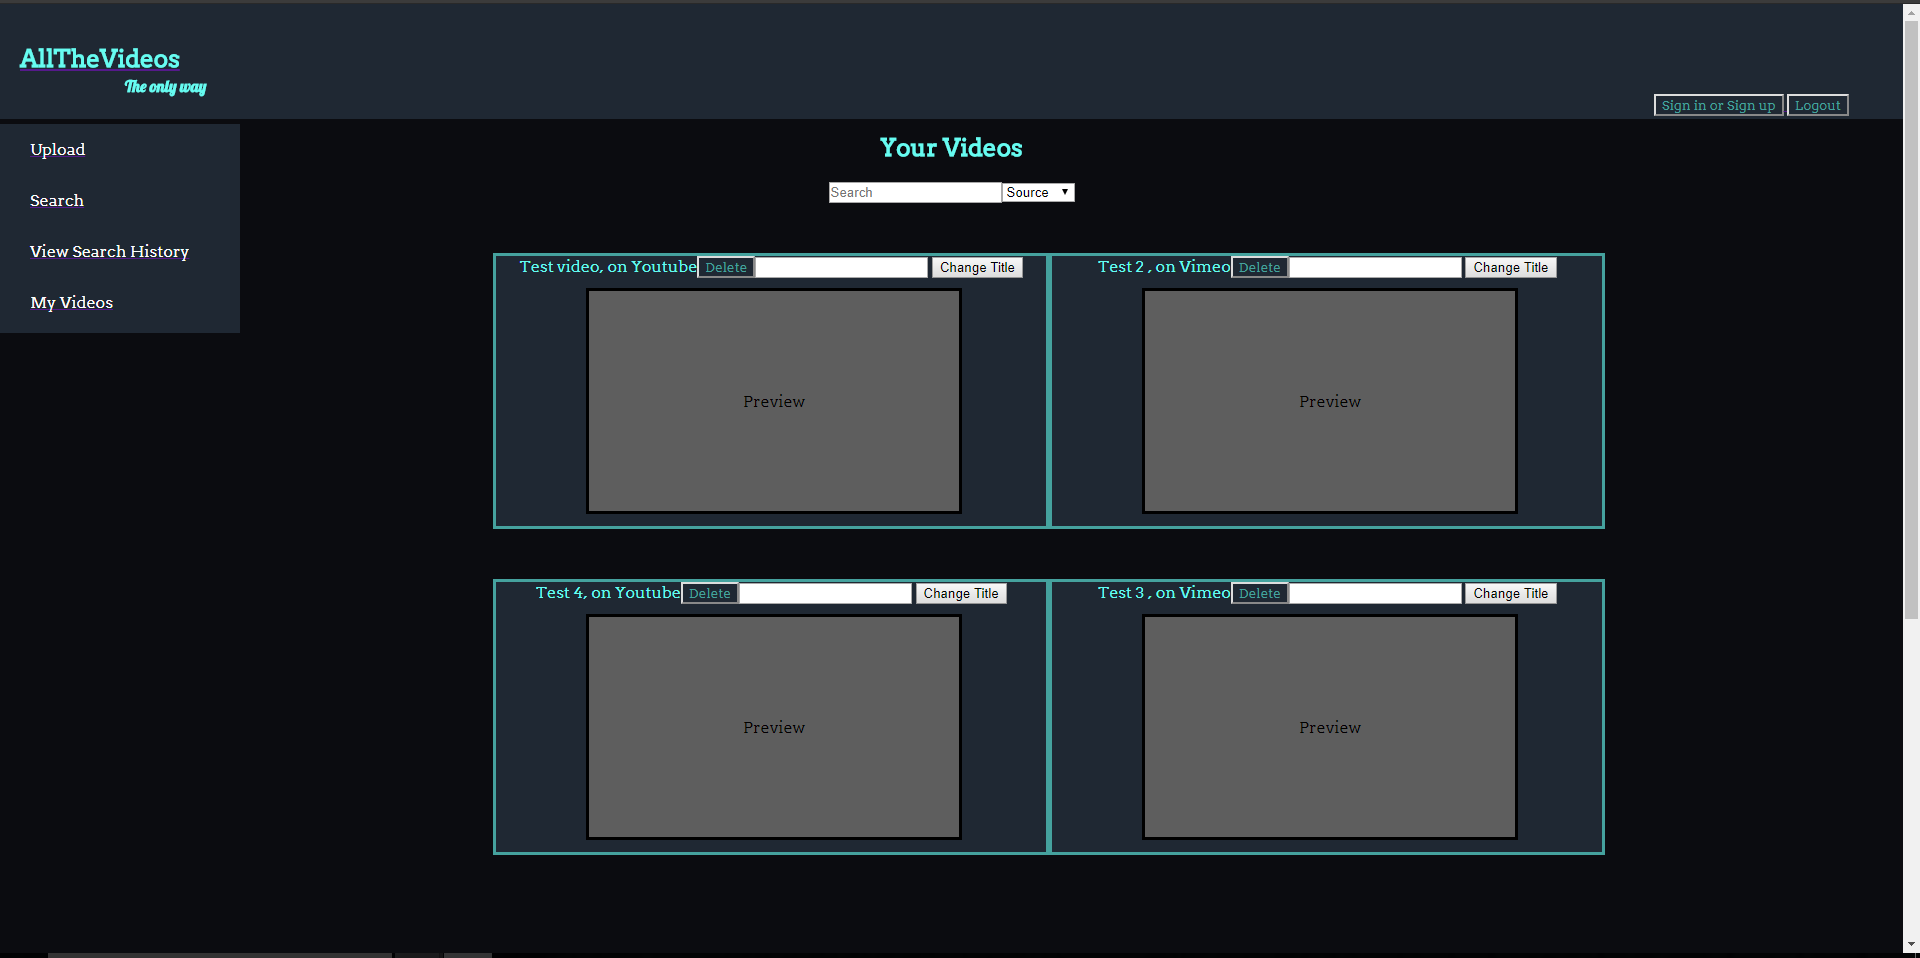 AllTheVideos
The only way
Sign in or Sign up Logout
Upload
Search
View Search History
My Videos
Your Videos
Search Source
Test video, on Youtube Delete Change Title
Preview
Test 2 , on Vimeo Delete Change Title
Preview
Test 4, on Youtube Delete Change Title
Preview
Test 3 , on Vimeo Delete Change Title
Preview